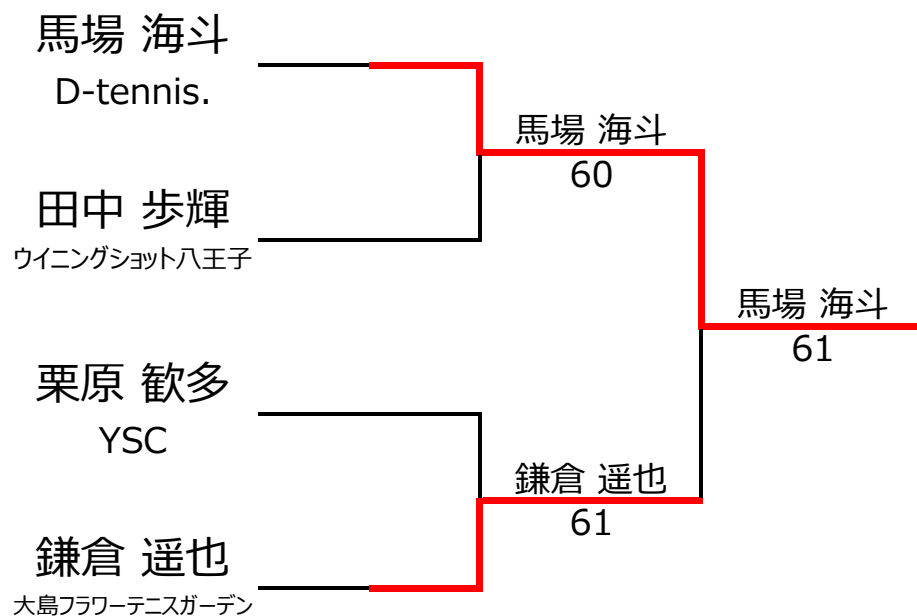 馬場 海斗
D-tennis.
馬場 海斗
60
田中 歩輝
ウイニングショット八王子
馬場 海斗
61
栗原 歓多
YSC
鎌倉 遥也
61
鎌倉 遥也
大島フラワーテニスガーデン